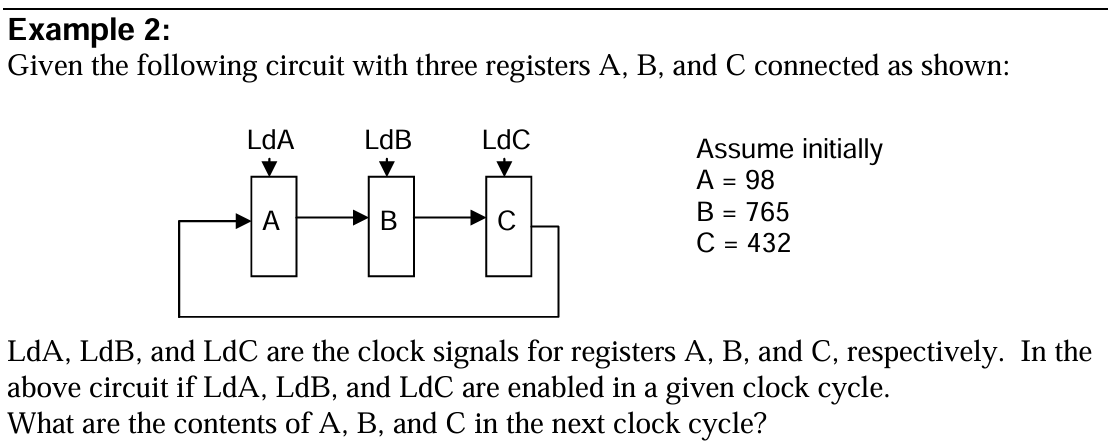 Example 2:
Given the following circuit with three registers A, B, and C connected as shown:
LdA LdB LdC
A B C
Assume initially
A = 98
B = 765
C = 432
LdA, LdB, and LdC are the clock signals for registers A, B, and C, respectively.  In the
above circuit if LdA, LdB, and LdC are enabled in a given clock cycle.
What are the contents of A, B, and C in the next clock cycle?